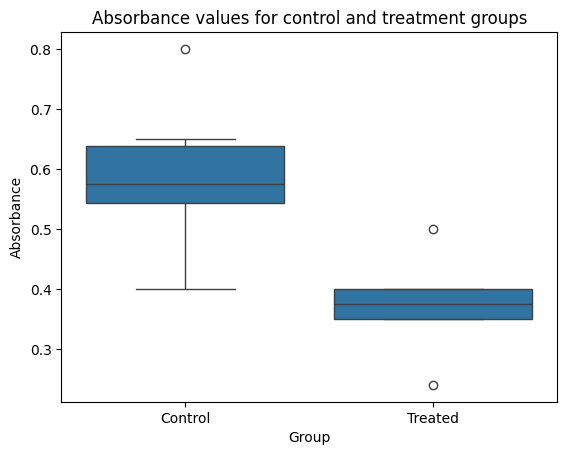 Absorbance values for control and treatment groups
0.8
0.7
0.6
0.5
0.4
0.3
Absorbance
Control
Treated
Group